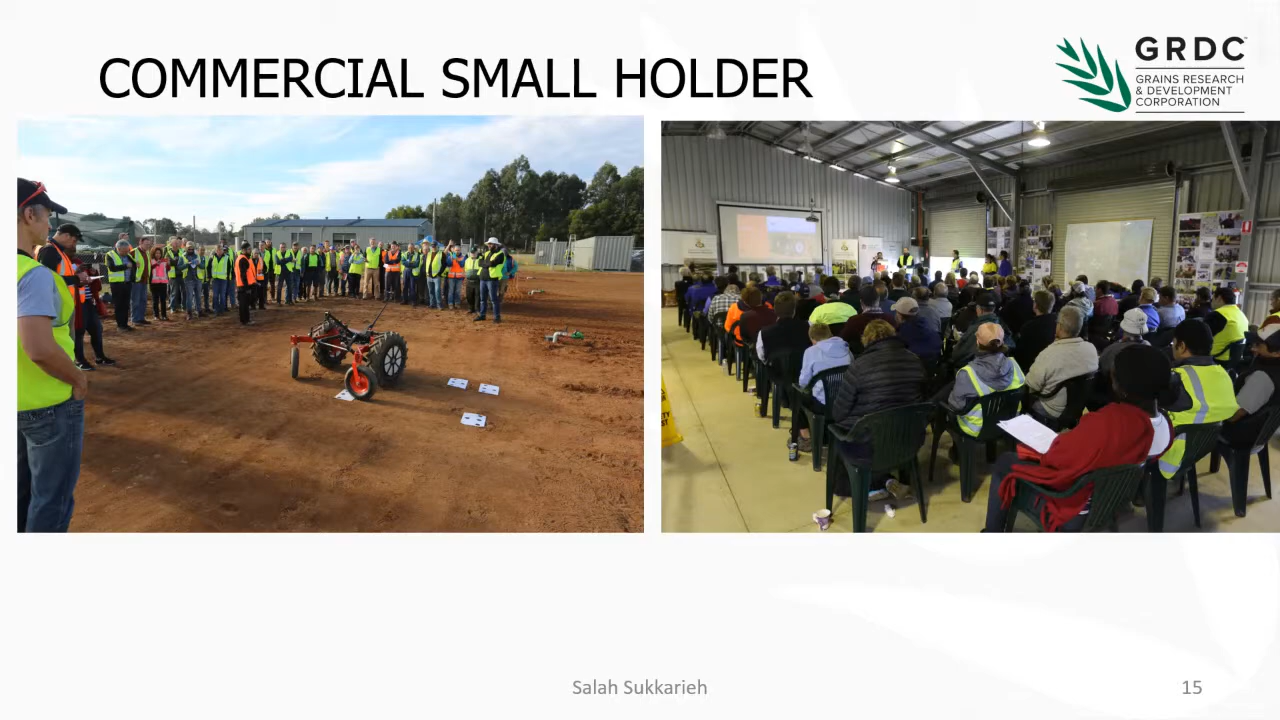 COMMERCIAL SMALL HOLDER
GRDC
GRAINS RESEARCH
& DEVELOPMENT
CORPORATION
Salah Sukkarieh
15